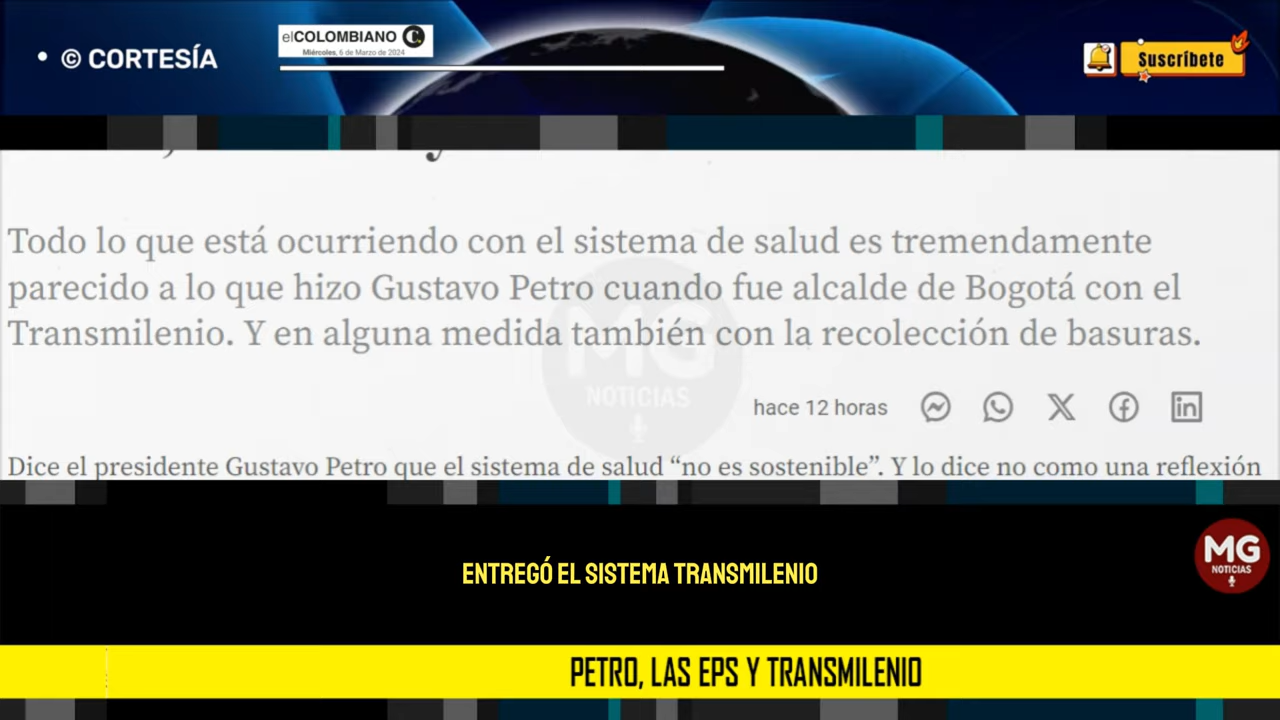 • © CORTESÍA
elCOLOMBIANO C
Miércoles, 6 de Marzo de 2024
Suscríbete
Todo lo que está ocurriendo con el sistema de salud es tremendamente
parecido a lo que hizo Gustavo Petro cuando fue alcalde de Bogotá con el
Transmilenio. Y en alguna medida también con la recolección de basuras.
MG
NOTICIAS
hace 12 horas
Dice el presidente Gustavo Petro que el sistema de salud “no es sostenible”. Y lo dice no como una reflexión
MG
NOTICIAS
ENTREGÓ EL SISTEMA TRANSMILENIO
PETRO, LAS EPS Y TRANSMILENIO